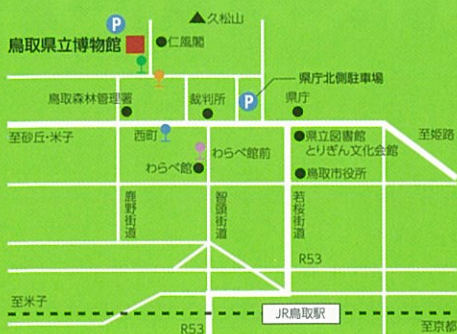 P
久松山
鳥取県立博物館
仁風閣
県庁北側駐車場
鳥取森林管理署
裁判所
P
県庁
至砂丘・米子
西町
わらべ館前
県立図書館
とりぎん文化会館
至姫路
わらべ館
鳥取市役所
鹿野街道
智頭街道
若桜街道
R53
至米子
JR鳥取駅
R53
至京都